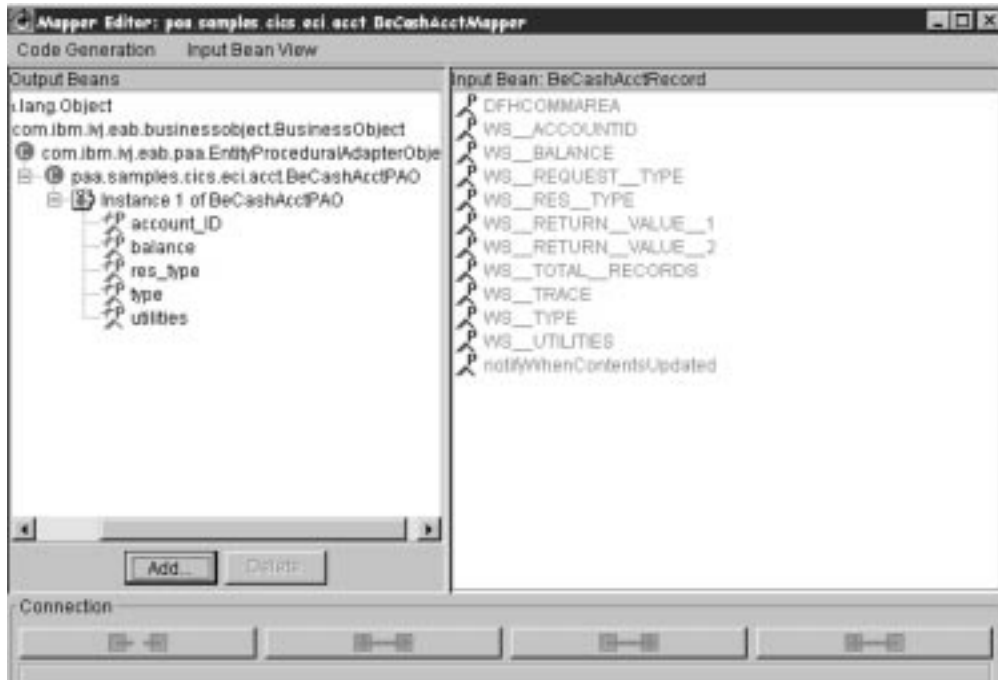 Mapper Editor: paa.samples.cics.eci.acct.BeCashAcctMapper
Code Generation Input Bean View
Output Beans
a.lang.Object
com.ibm.ivj.eab.businessobject.BusinessObject
com.ibm.ivj.eab.paa.EntityProceduralAdapterObje
paa.samples.cics.eci.acct.BeCashAcctPAO
Instance 1 of BeCashAcctPAO
account_ID
balance
res_type
type
utilities
Add...
Delete
Input Bean: BeCashAcctRecord
DFHCOMMAREA
WS__ACCOUNTID
WS__BALANCE
WS__REQUEST__TYPE
WS__RES__TYPE
WS__RETURN__VALUE__1
WS__RETURN__VALUE__2
WS__TOTAL__RECORDS
WS__TRACE
WS__TYPE
WS__UTILITIES
notifyWhenContentsUpdated
Connection